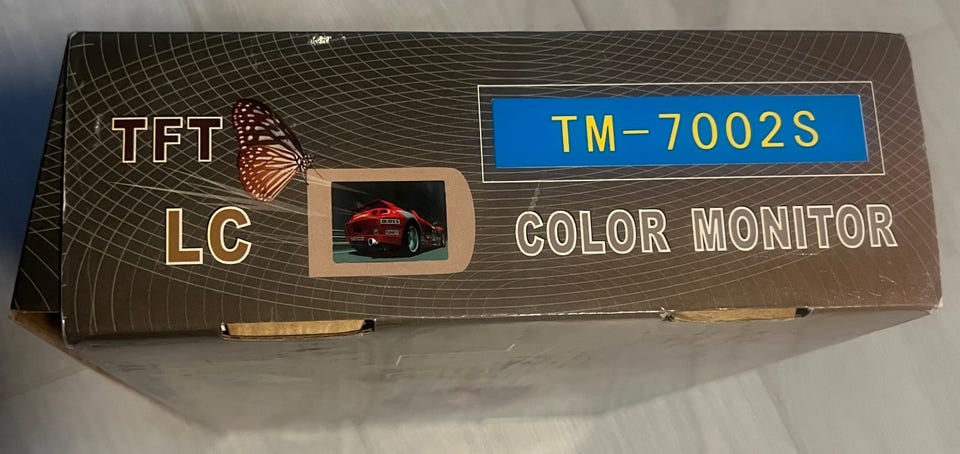 TFT
LC
TM-7002S
COLOR MONITOR